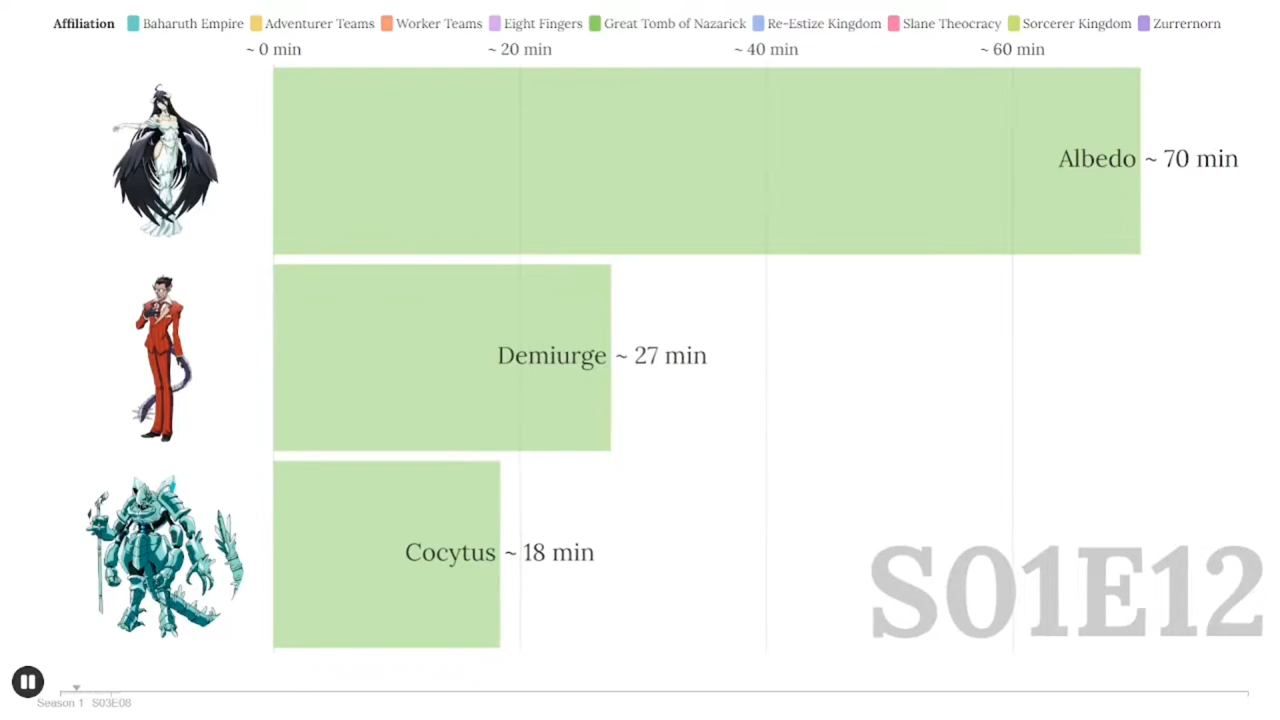 Affiliation Baharuth Empire Adventurer Teams Worker Teams Eight Fingers Great Tomb of Nazarick Re-Estize Kingdom Slane Theocracy Sorcerer Kingdom Zurrernorn
~ 0 min ~ 20 min ~ 40 min ~ 60 min
Albedo ~ 70 min
Demiurge ~ 27 min
Cocytus ~ 18 min
S01E12
Season 1 S03E08